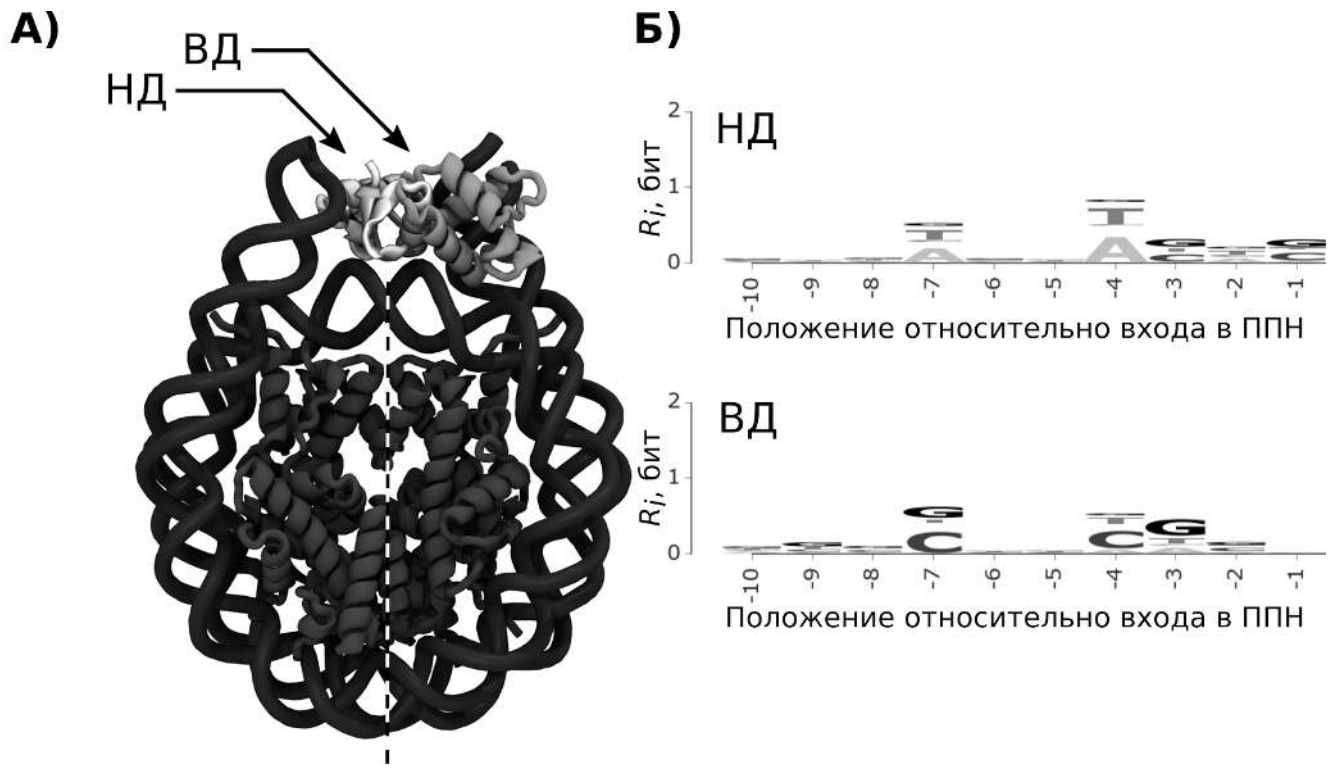 А)
ВД
НД
Б)
НД
Ri, бит
2
1
0
G
T
A
T
A
G
C
G
C
-10 -9 -8 -7 -6 -5 -4 -3 -2 -1
Положение относительно входа в ППН
ВД
Ri, бит
2
1
0
G
C
T
C
G
-10 -9 -8 -7 -6 -5 -4 -3 -2 -1
Положение относительно входа в ППН